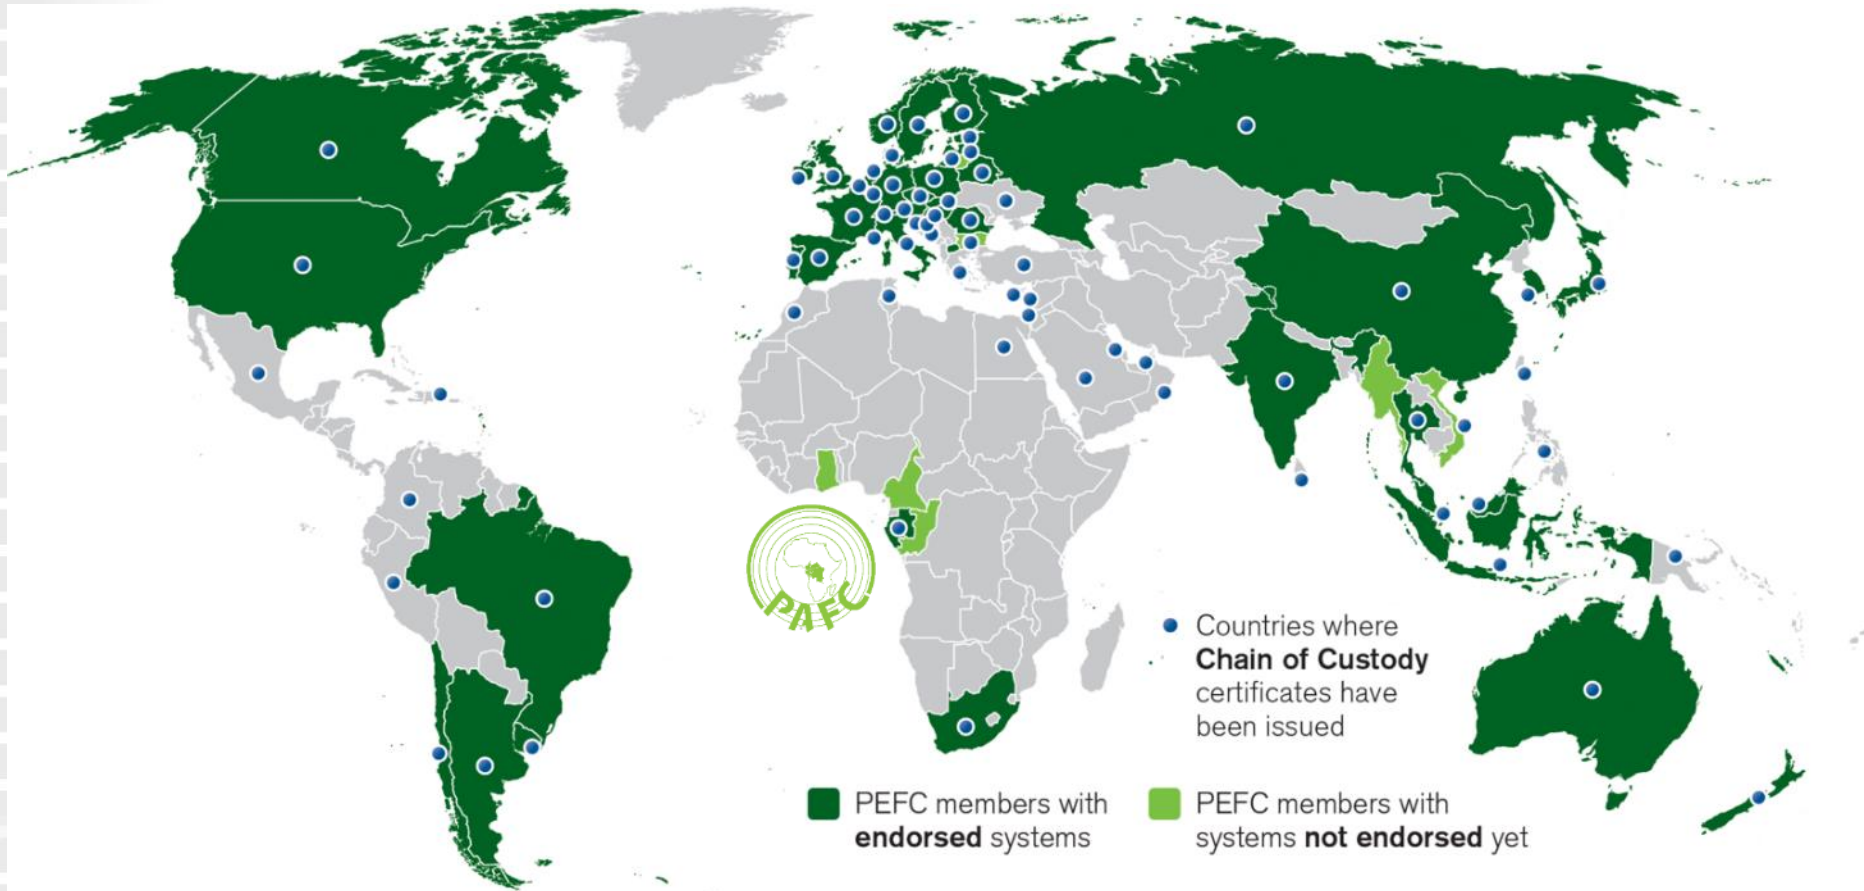 PAFC
Countries where
Chain of Custody
certificates have
been issued
PEFC members with
endorsed systems
PEFC members with
systems not endorsed yet